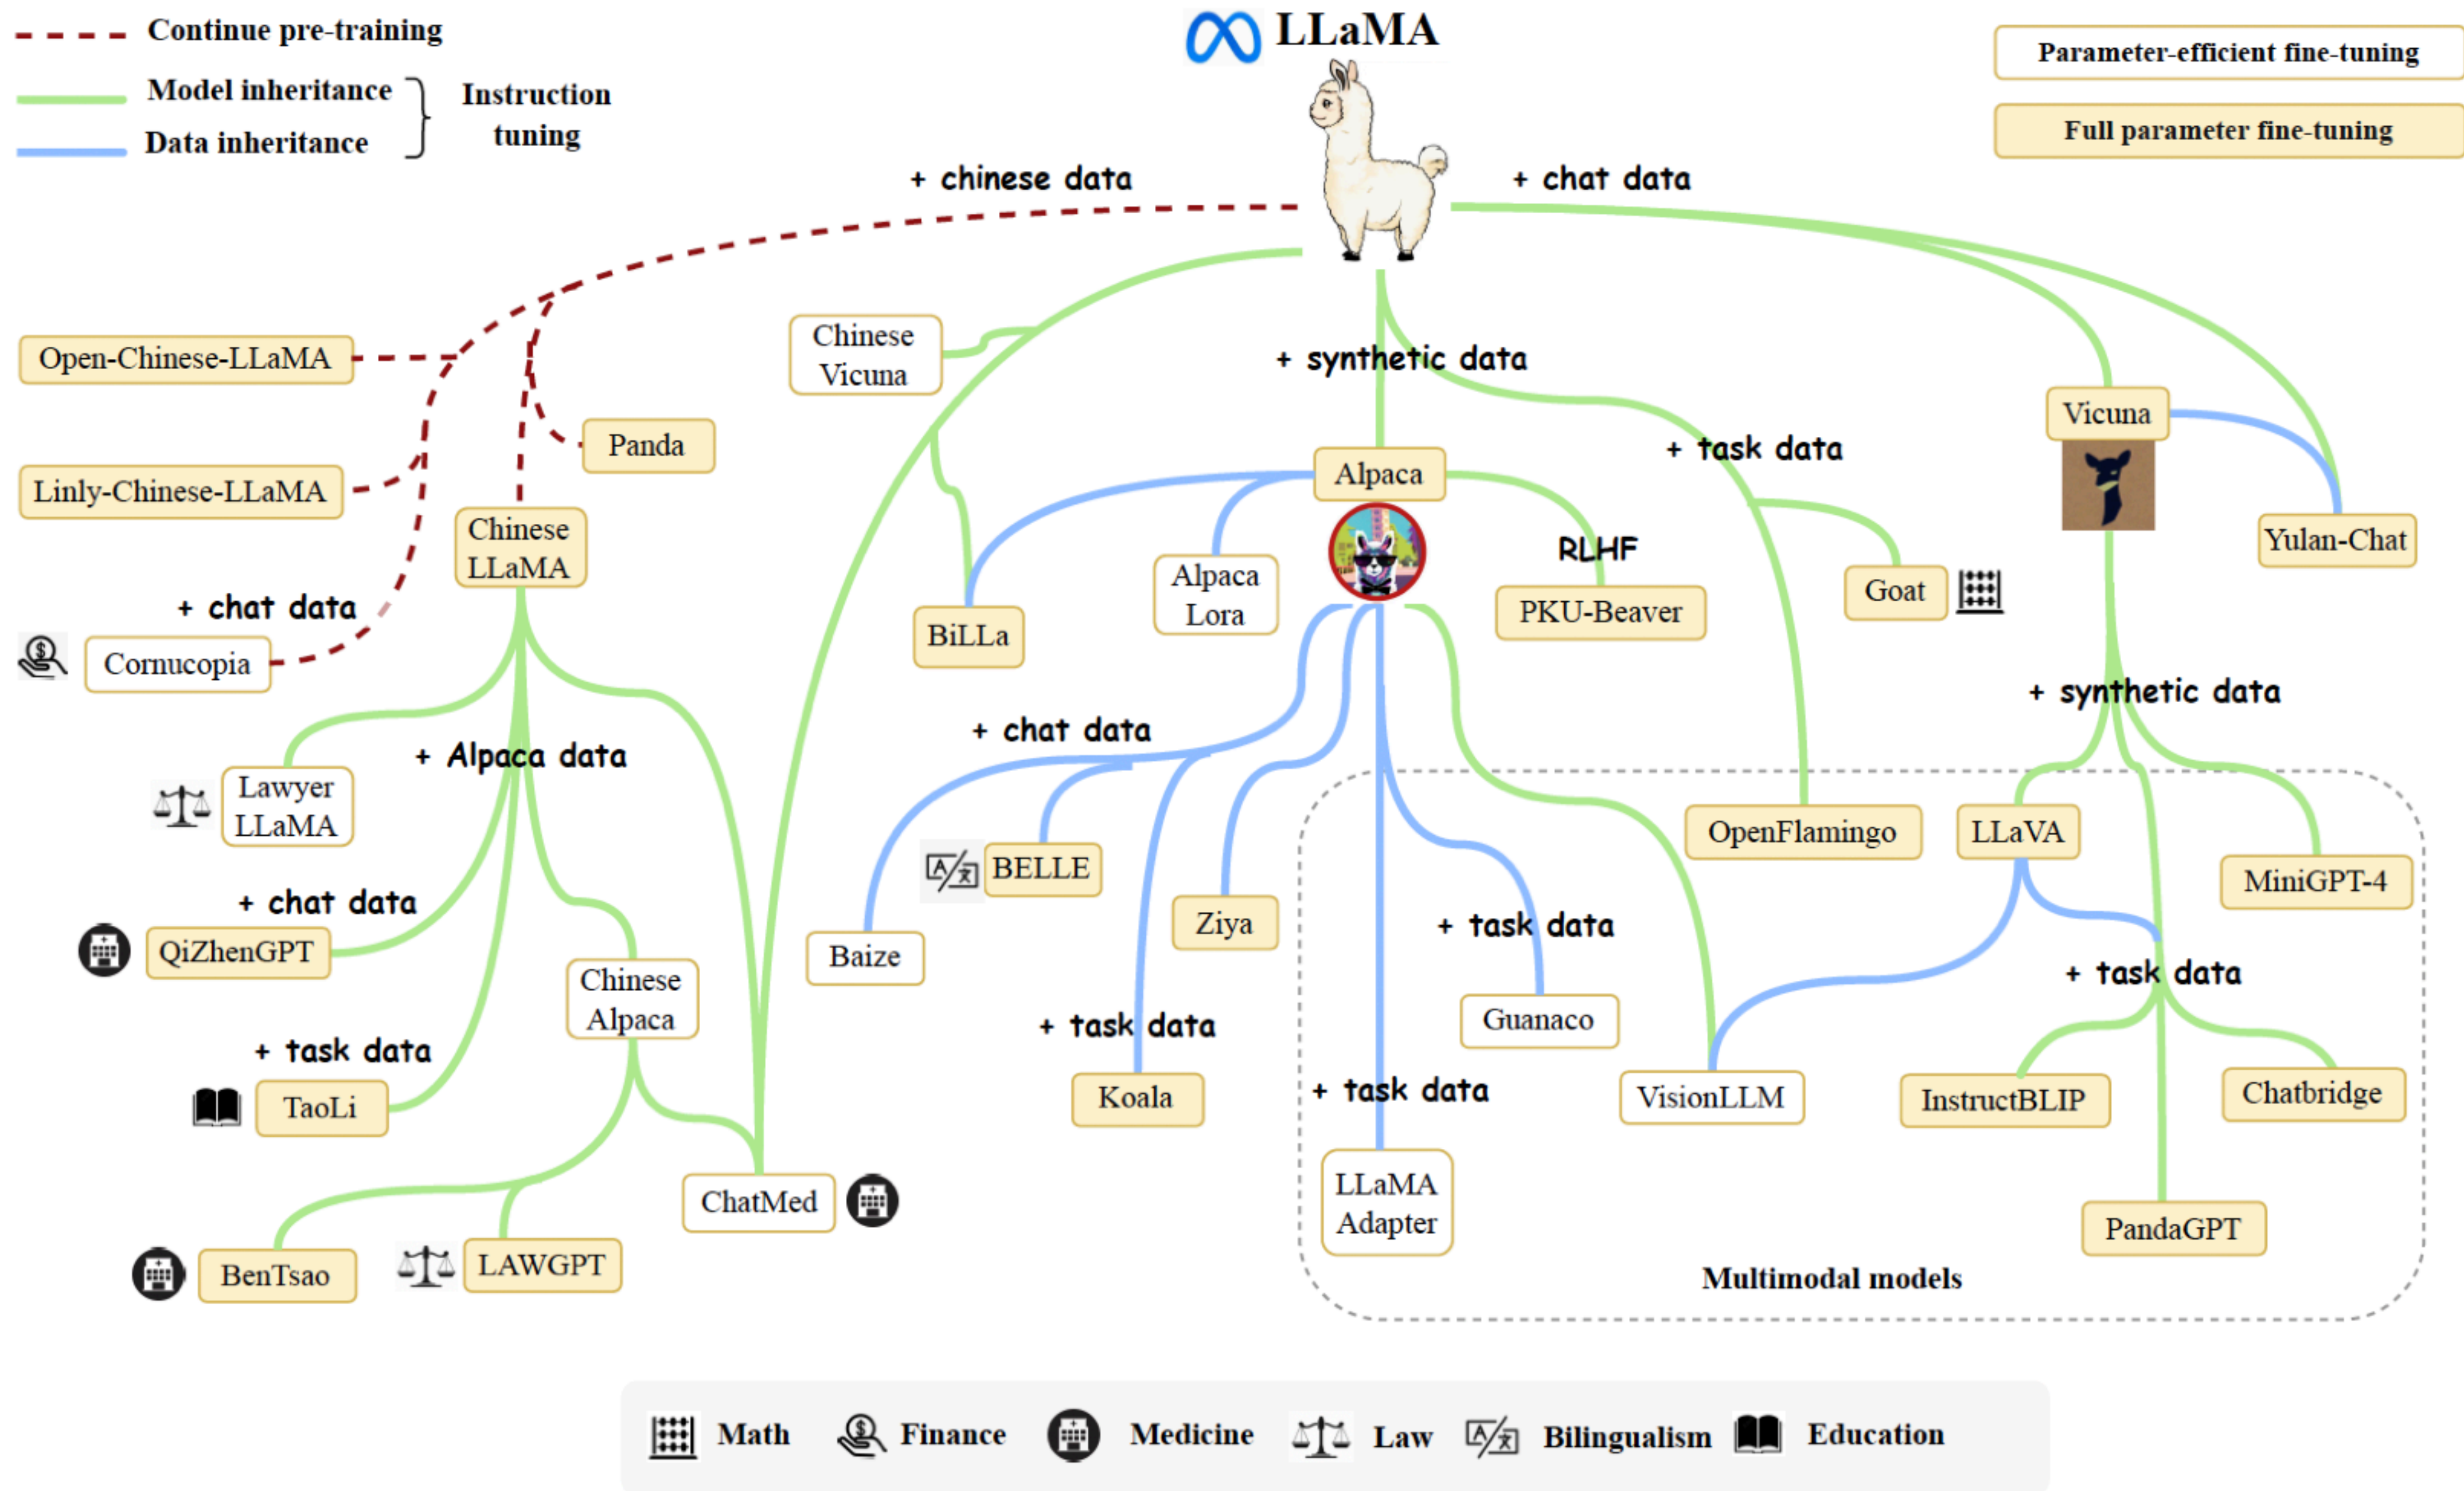 LLaMA
Continue pre-training
Model inheritance
Data inheritance
Instruction
tuning
Parameter-efficient fine-tuning
Full parameter fine-tuning
+ chinese data
+ chat data
Open-Chinese-LLaMA
Linly-Chinese-LLaMA
Panda
Chinese
LLaMA
+ chat data
Cornucopia
Chinese
Vicuna
+ synthetic data
Alpaca
+ task data
Vicuna
Yulan-Chat
BiLLa
Alpaca
Lora
RLHF
PKU-Beaver
Goat
+ synthetic data
Lawyer
LLaMA
+ Alpaca data
+ chat data
QiZhenGPT
+ task data
TaoLi
Chinese
Alpaca
BenTsao
LAWGPT
ChatMed
+ chat data
Baize
BELLE
Ziya
+ task data
Koala
+ task data
Guanaco
+ task data
LLaMA
Adapter
VisionLLM
OpenFlamingo
LLaVA
MiniGPT-4
+ task data
InstructBLIP
Chatbridge
PandaGPT
Multimodal models
Math
Finance
Medicine
Law
A/文
Bilingualism
Education